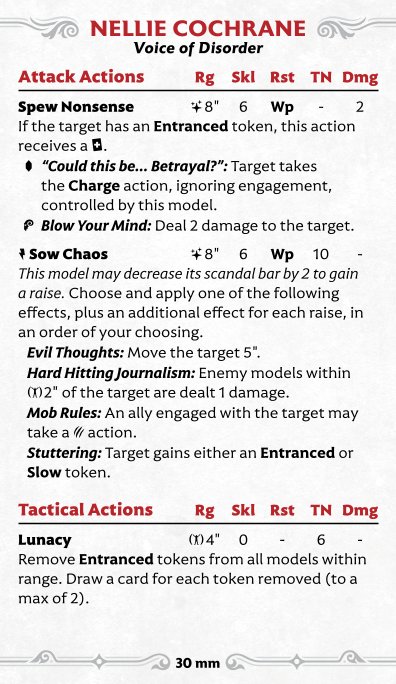 NELLIE COCHRANE
Voice of Disorder
Attack Actions Rg Skl Rst TN Dmg
Spew Nonsense 8" 6 Wp - 2
If the target has an Entranced token, this action
receives a .
"Could this be... Betrayal?": Target takes
the Charge action, ignoring engagement,
controlled by this model.
Blow Your Mind: Deal 2 damage to the target.
Sow Chaos 8" 6 Wp 10 -
This model may decrease its scandal bar by 2 to gain
a raise. Choose and apply one of the following
effects, plus an additional effect for each raise, in
an order of your choosing.
Evil Thoughts: Move the target 5".
Hard Hitting Journalism: Enemy models within
2" of the target are dealt 1 damage.
Mob Rules: An ally engaged with the target may
take a action.
Stuttering: Target gains either an Entranced or
Slow token.
Tactical Actions Rg Skl Rst TN Dmg
Lunacy 4" 0 - 6 -
Remove Entranced tokens from all models within
range. Draw a card for each token removed (to a
max of 2).
30 mm